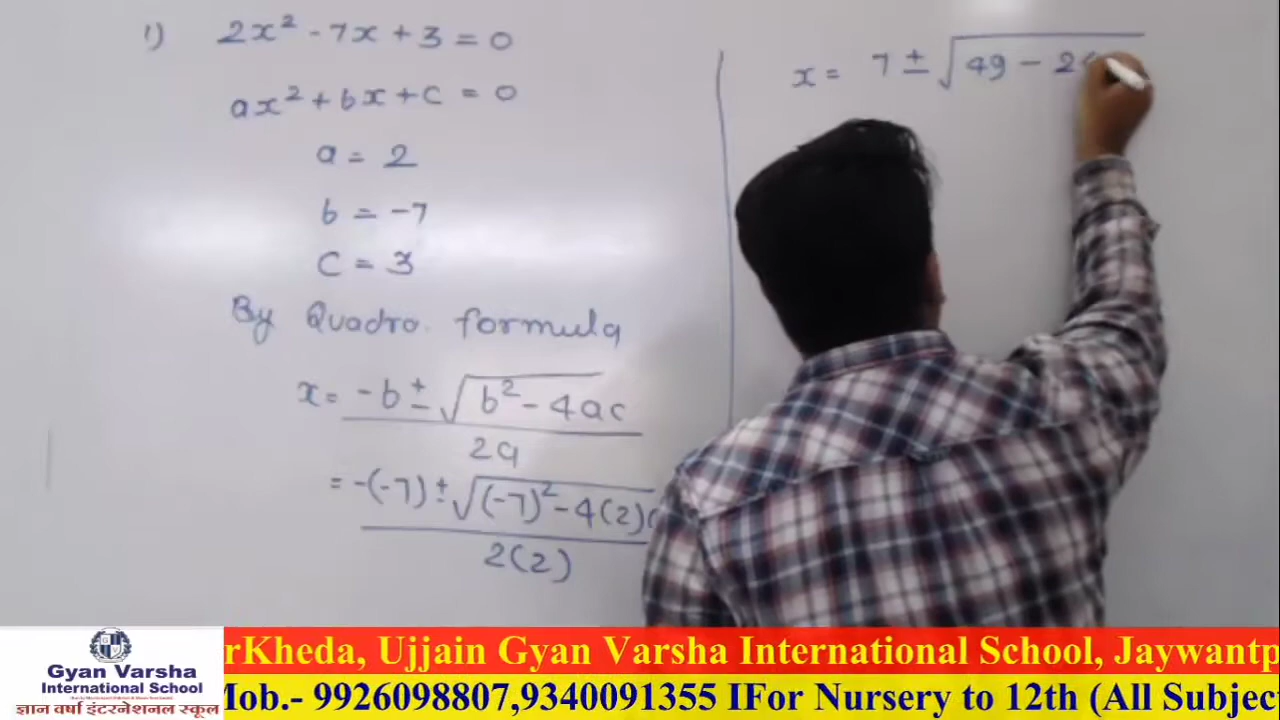 1) 2x² - 7x + 3 = 0
ax² + bx + c = 0
a = 2
b = -7
c = 3
By Quadra. formula
x = -b ± √b² - 4ac
2a
= -(-7) ± √(-7)² - 4(2)(
2(2)
x = 7 ± √49 - 2
Gyan Varsha
International School
ज्ञान वर्षा इंटरनेशनल स्कूल
rKheda, Ujjain Gyan Varsha International School, Jaywantp
Mob.- 9926098807,9340091355 IFor Nursery to 12th (All Subjec